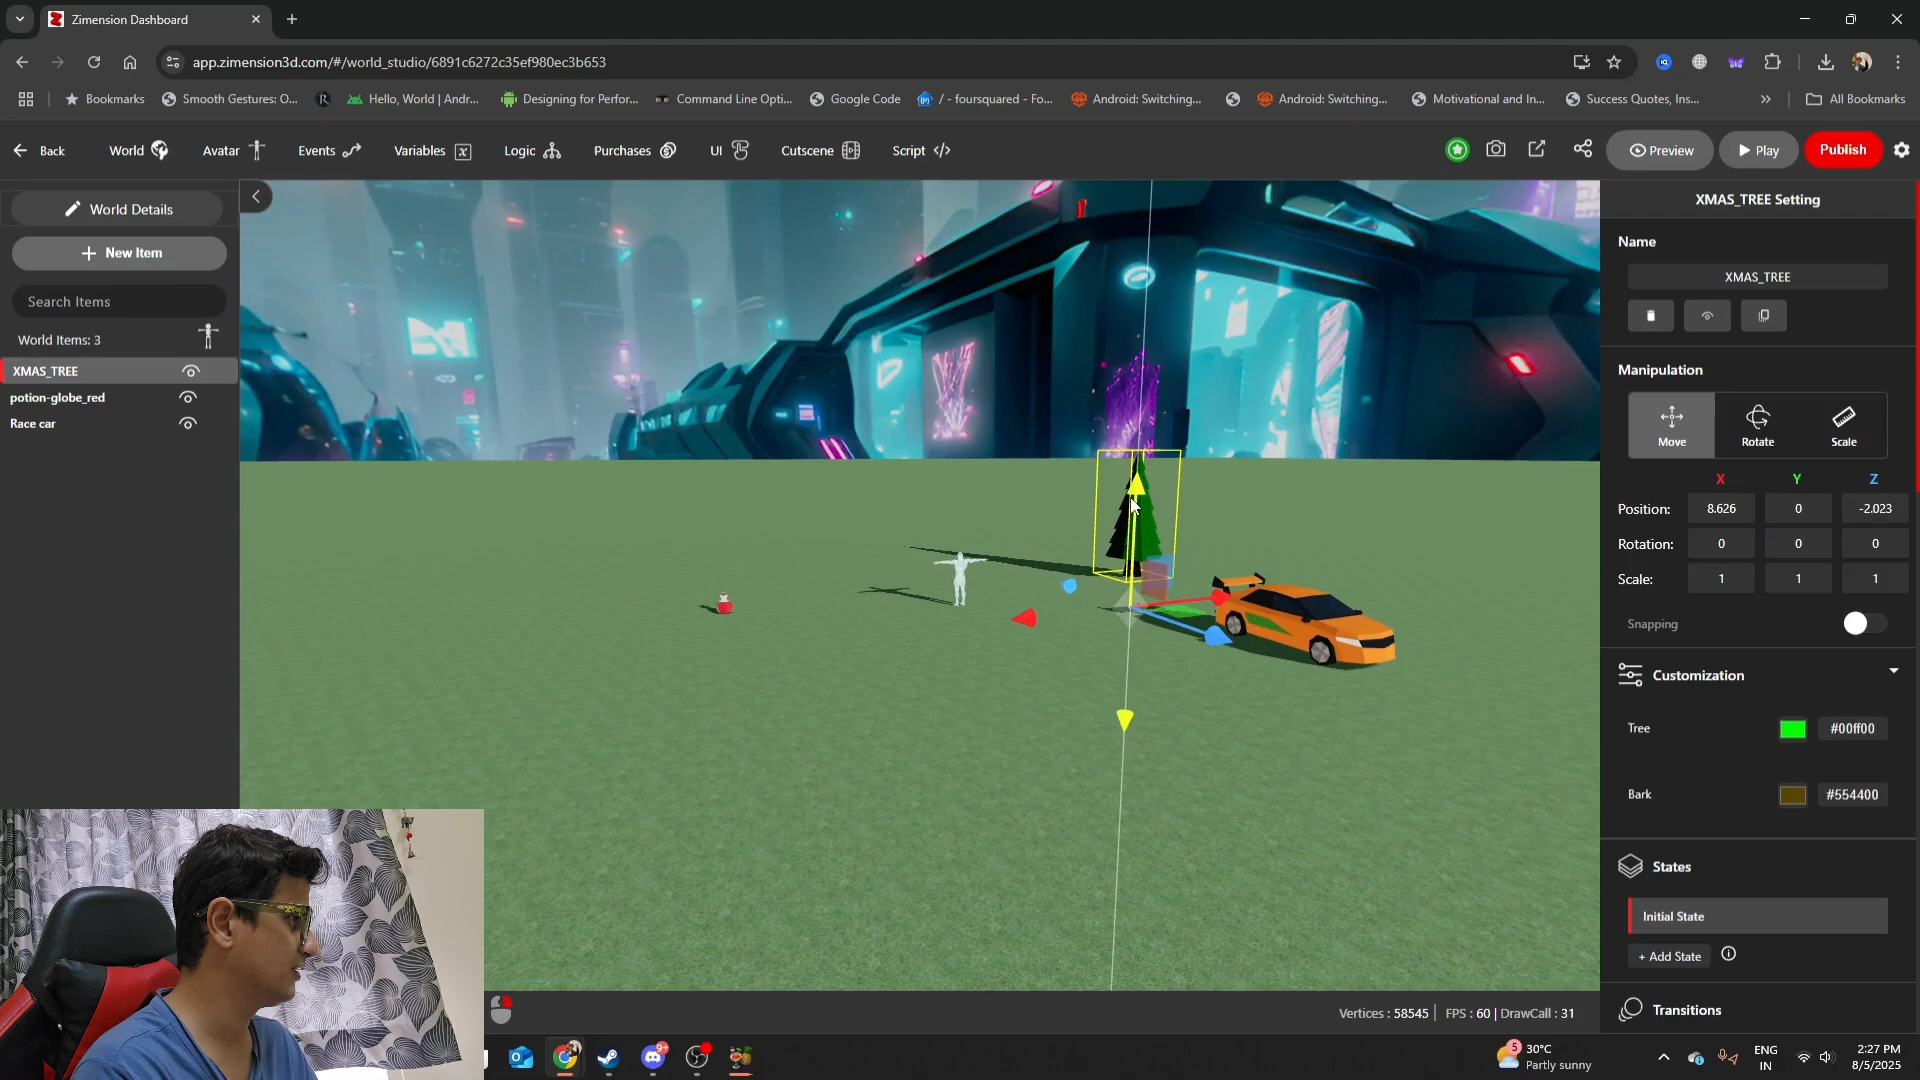 Zimension Dashboard
app.zimension3d.com/#/world_studio/6891c6272c35ef980ec3b653
Bookmarks
Smooth Gestures: O...
Hello, World | Andr...
Designing for Perfor...
Command Line Opti...
Google Code
/ - foursquared - Fo...
Android: Switching...
Android: Switching...
Motivational and In...
Success Quotes, Ins...
All Bookmarks
Back
World
Avatar
Events
Variables
Logic
Purchases
UI
Cutscene
Script
Preview
Play
Publish
World Details
New Item
Search Items
World Items: 3
XMAS_TREE
potion-globe_red
Race car
XMAS_TREE Setting
Name
XMAS_TREE
Manipulation
Move
Rotate
Scale
X Y Z
Position: 8.626 0 -2.023
Rotation: 0 0 0
Scale: 1 1 1
Snapping
Customization
Tree #00ff00
Bark #554400
States
Initial State
+ Add State
Transitions
Vertices : 58545 | FPS : 60 | DrawCall : 31
9+
5
30°C
Partly sunny
ENG
IN
2:27 PM
8/5/2025